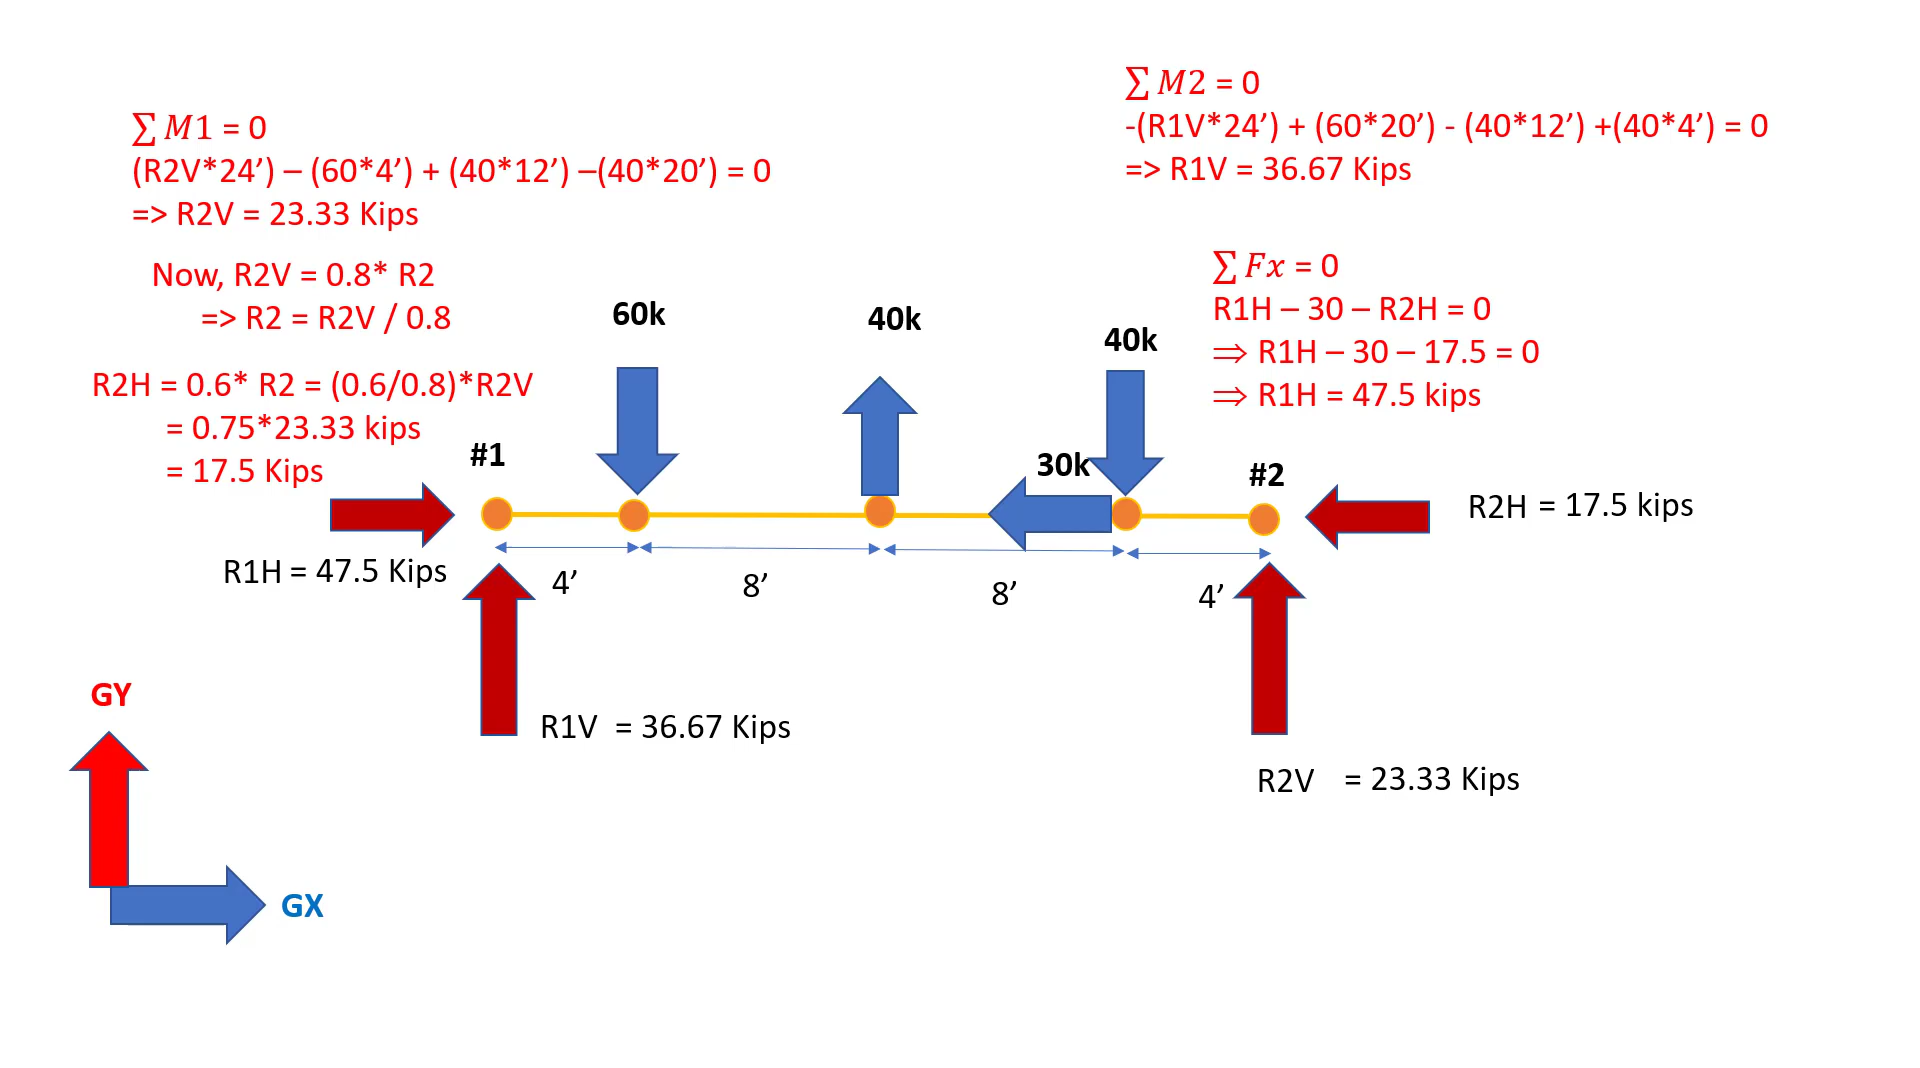 ∑ M1 = 0
(R2V*24’) – (60*4’) + (40*12’) –(40*20’) = 0
=> R2V = 23.33 Kips
Now, R2V = 0.8* R2
=> R2 = R2V / 0.8
R2H = 0.6* R2 = (0.6/0.8)*R2V
= 0.75*23.33 kips
= 17.5 Kips
∑ M2 = 0
-(R1V*24’) + (60*20’) - (40*12’) +(40*4’) = 0
=> R1V = 36.67 Kips
∑ Fx = 0
R1H – 30 – R2H = 0
⇒ R1H – 30 – 17.5 = 0
⇒ R1H = 47.5 kips
60k
40k
40k
30k
#1
#2
R2H = 17.5 kips
R1H = 47.5 Kips
4’
8’
8’
4’
R1V = 36.67 Kips
R2V = 23.33 Kips
GY
GX